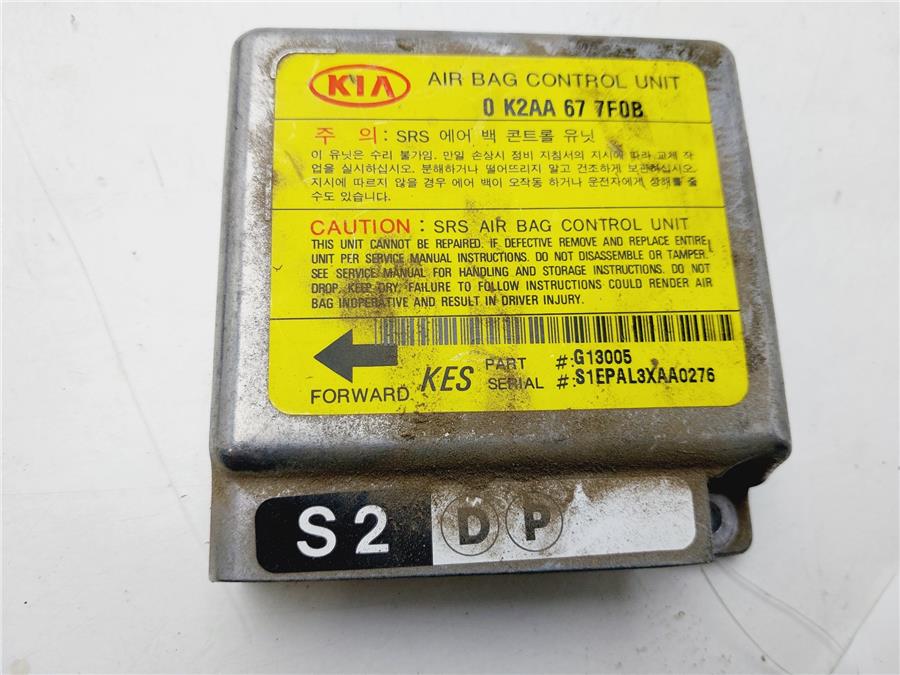 KIA AIR BAG CONTROL UNIT
0 K2AA 67 7F0B
주 의 : SRS 에어 백 콘트롤 유닛
이 유닛은 수리 불가임. 만일 손상시 정비 지침서의 지시에 따라 교체 작
업을 실시하십시오. 분해하거나 떨어뜨리지 말고 건조하게 보관하십시오.
지시에 따르지 않을 경우 에어 백이 오작동 하거나 운전자에게 상해를 줄
수도 있습니다.
CAUTION : SRS AIR BAG CONTROL UNIT
THIS UNIT CANNOT BE REPAIRED. IF DEFECTIVE REMOVE AND REPLACE ENTIRE
UNIT PER SERVICE MANUAL INSTRUCTIONS. DO NOT DISASSEMBLE OR TAMPER.
SEE SERVICE MANUAL FOR HANDLING AND STORAGE INSTRUCTIONS. DO NOT
DROP. KEEP DRY. FAILURE TO FOLLOW INSTRUCTIONS COULD RENDER AIR
BAG INOPERATIVE AND RESULT IN DRIVER INJURY.
PART #:G13005
FORWARD KES SERIAL #:S1EPAL3XAA0276
S2 D P